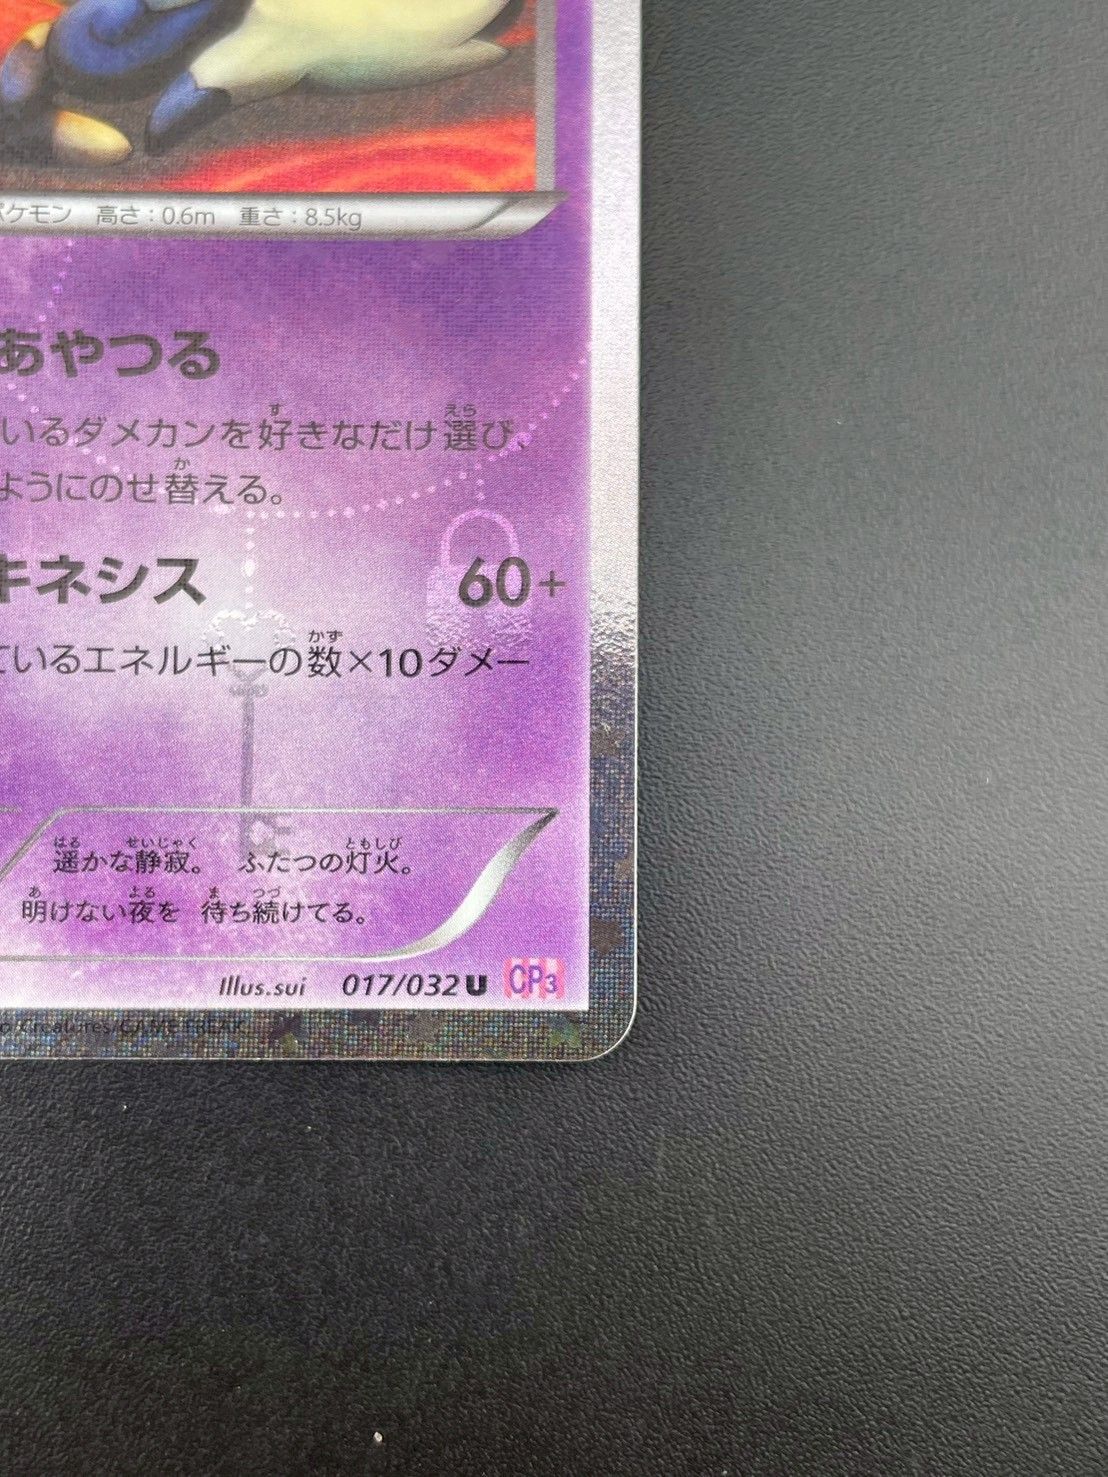 ポケモン 高さ：0.6m 重さ：8.5kg
あやつる
いるダメカンを好きなだけ選び、
ようにのせ替える。
キネシス 60+
ているエネルギーの数×10ダメー
遥かな静寂。 ふたつの灯火。
明けない夜を 待ち続けてる。
Illus.sui 017/032 U CP3
Creatures/GAME FREAK